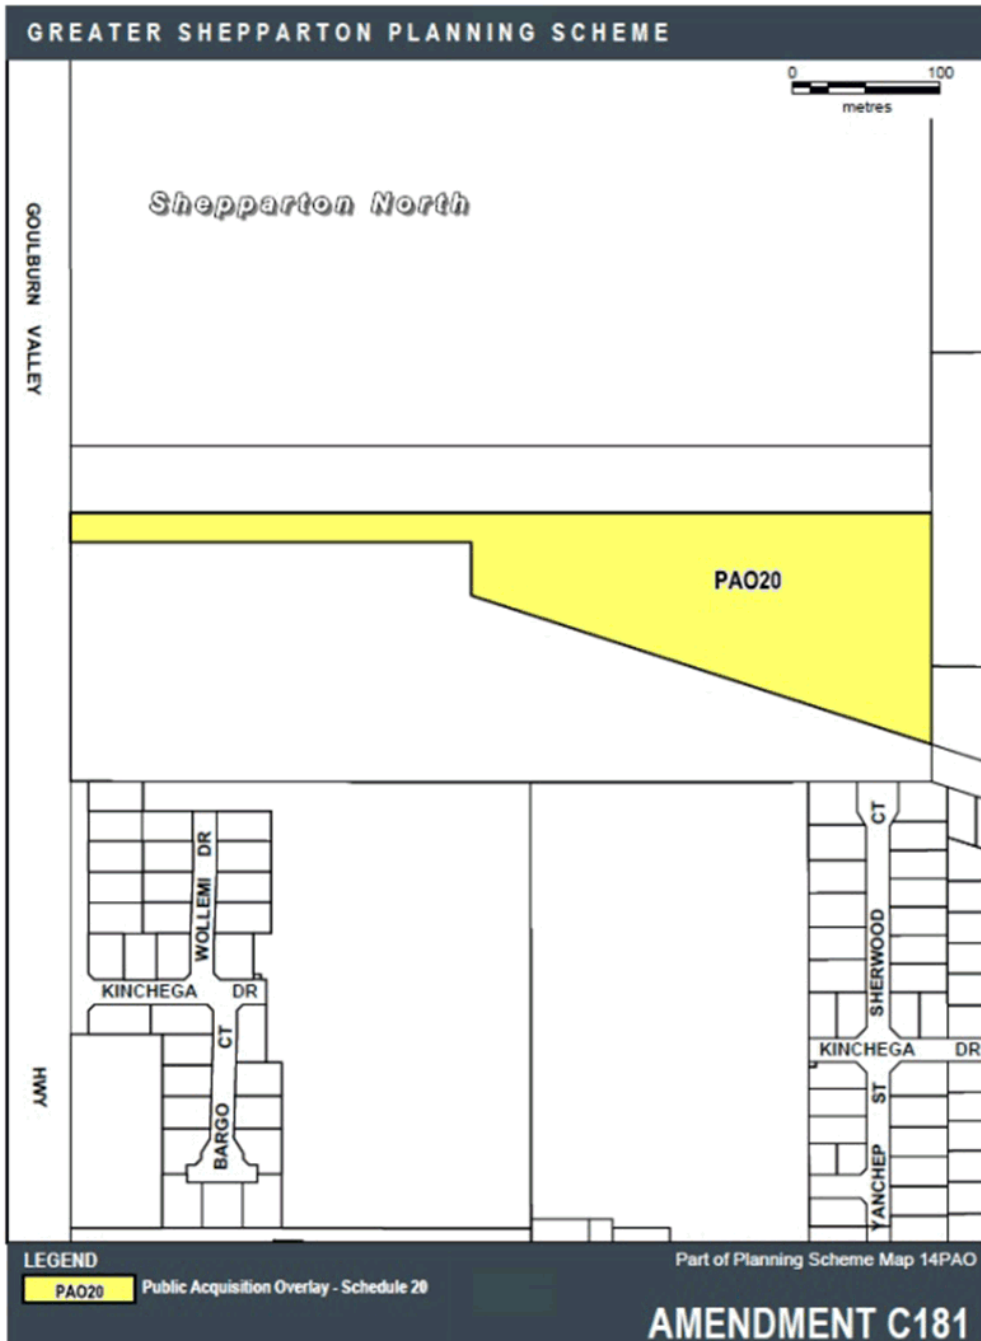 GREATER SHEPPARTON PLANNING SCHEME
0 100
metres
Shepparton North
GOULBURN VALLEY
PAO20
WOLLEMI DR
KINCHEGA DR
BARGO CT
HWY
SHERWOOD CT
KINCHEGA DR
YANCHEP ST
LEGEND
PAO20 Public Acquisition Overlay - Schedule 20
Part of Planning Scheme Map 14PAO
AMENDMENT C181